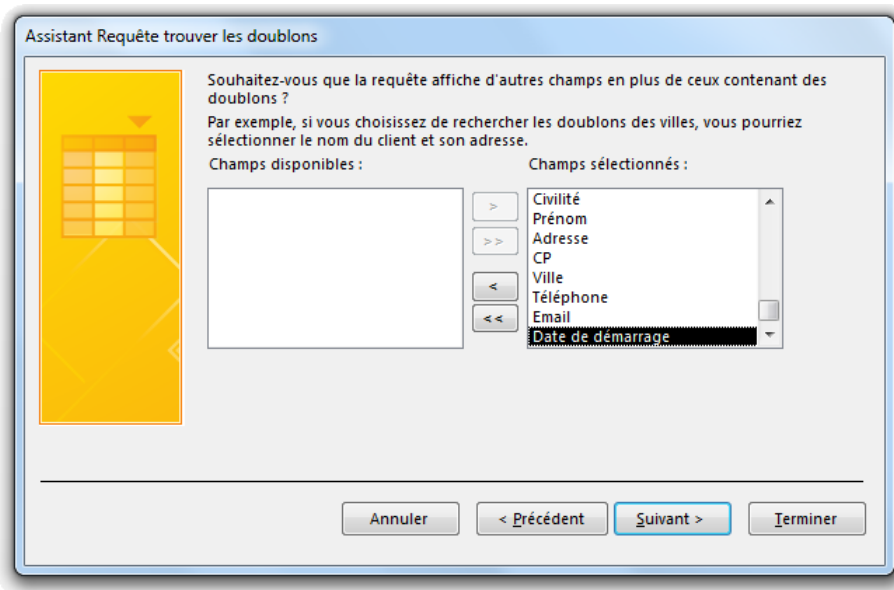 Assistant Requête trouver les doublons
Souhaitez-vous que la requête affiche d'autres champs en plus de ceux contenant des
doublons ?
Par exemple, si vous choisissez de rechercher les doublons des villes, vous pourriez
sélectionner le nom du client et son adresse.
Champs disponibles :
Champs sélectionnés :
>
>>
<
<<
Civilité
Prénom
Adresse
CP
Ville
Téléphone
Email
Date de démarrage
Annuler
< Précédent
Suivant >
Terminer